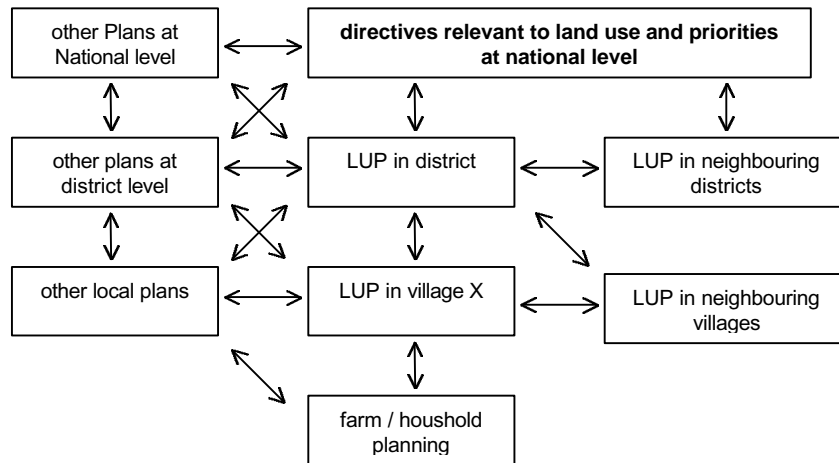 other Plans at
National level
directives relevant to land use and priorities
at national level
other plans at
district level
LUP in district
LUP in neighbouring
districts
other local plans
LUP in village X
LUP in neighbouring
villages
farm / houshold
planning